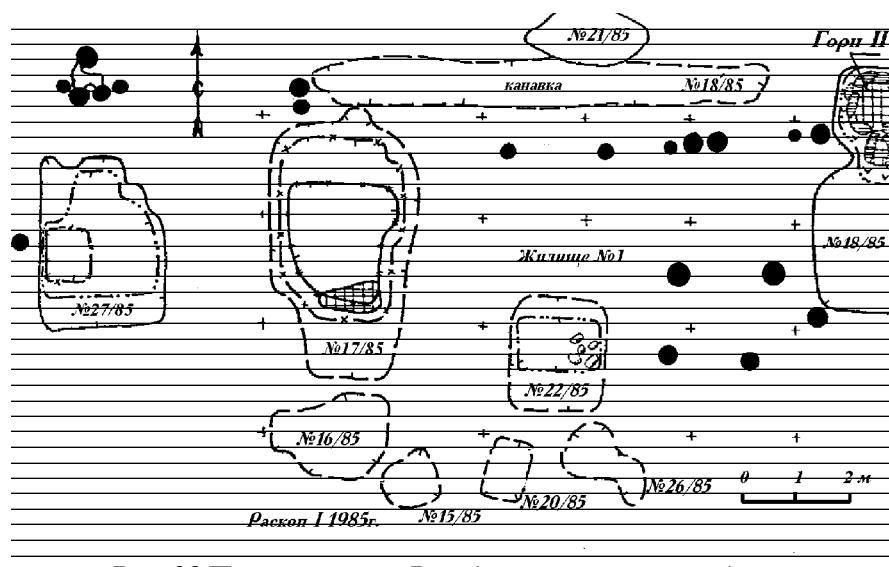 №21/85
Горн II
канавка
№18/85
С
Жилище №1
№18/85
№27/85
№17/85
№22/85
№16/85
№26/85
0 1 2 м
№20/85
№15/85
Раскоп I 1985г.